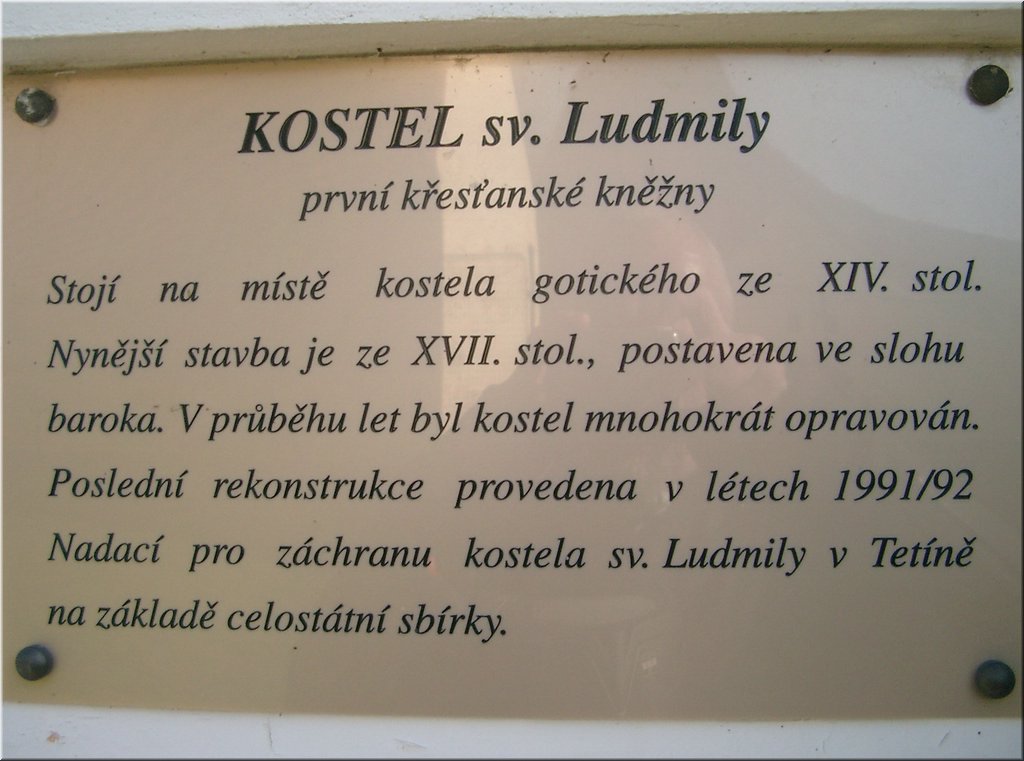 KOSTEL sv. Ludmily
první křesťanské kněžny
Stojí na místě kostela gotického ze XIV. stol.
Nynější stavba je ze XVII. stol., postavena ve slohu
baroka. V průběhu let byl kostel mnohokrát opravován.
Poslední rekonstrukce provedena v létech 1991/92
Nadací pro záchranu kostela sv. Ludmily v Tetíně
na základě celostátní sbírky.